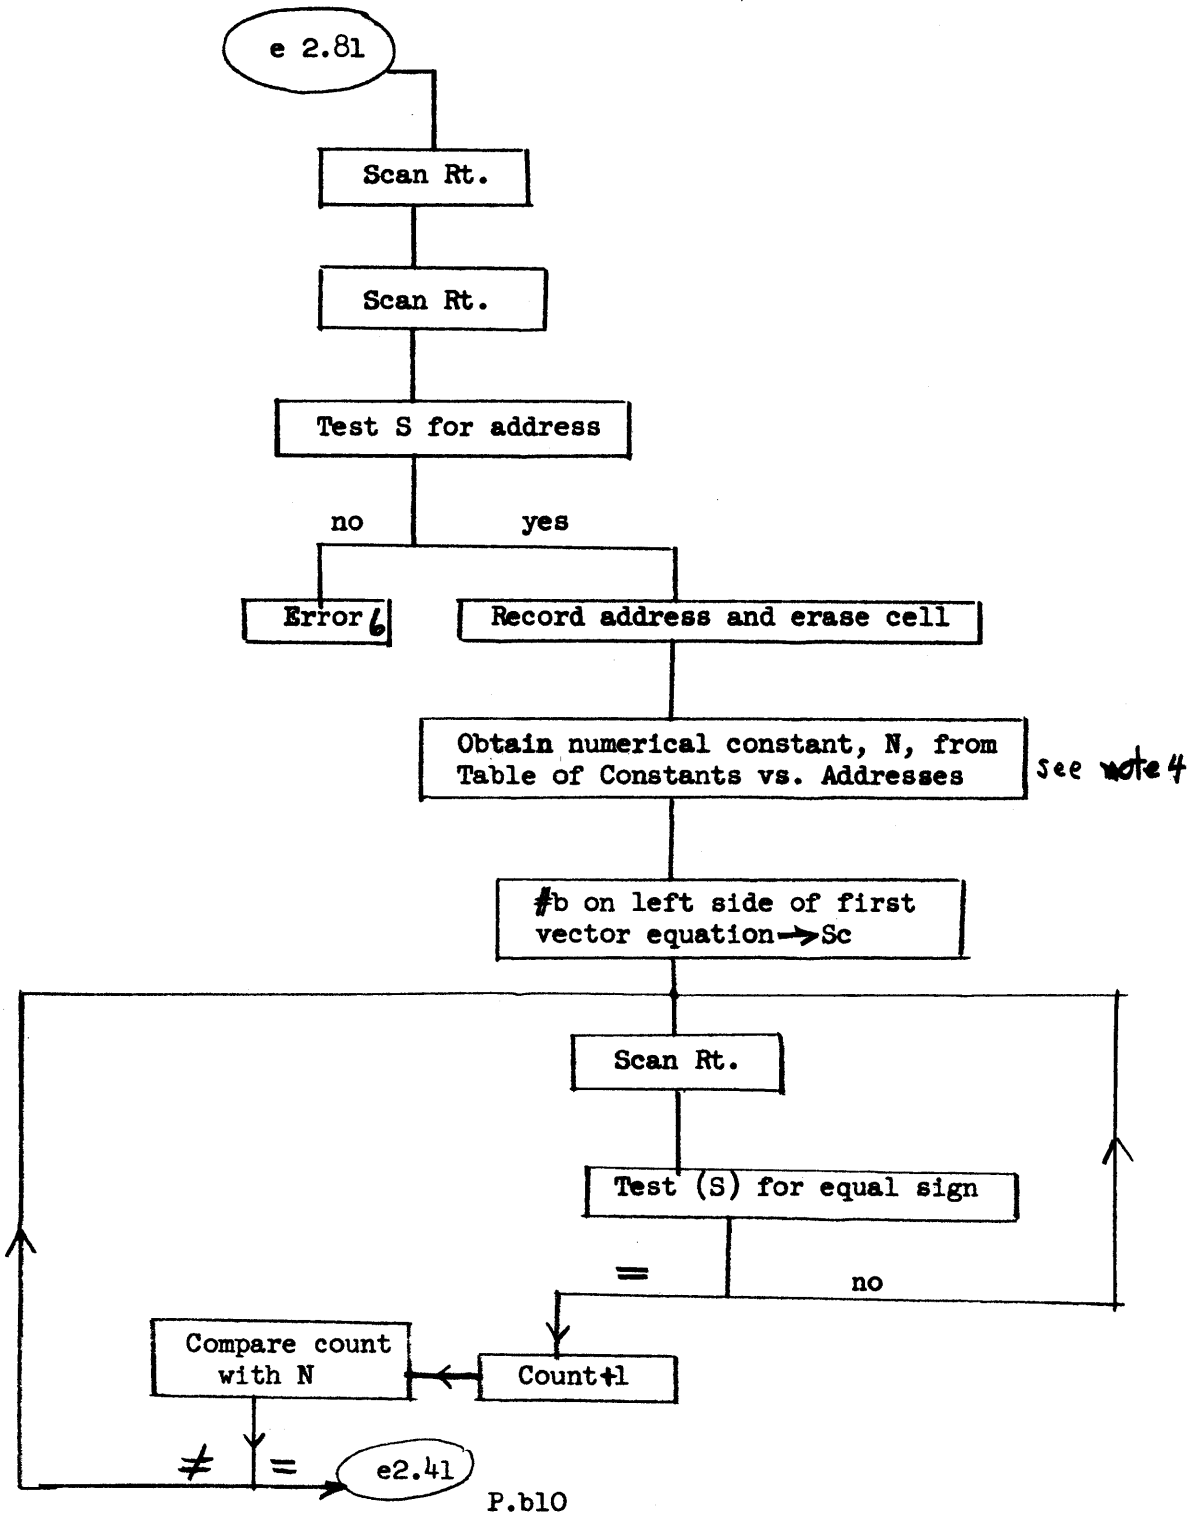 e 2.81
Scan Rt.
Scan Rt.
Test S for address
no yes
Error 6
Record address and erase cell
Obtain numerical constant, N, from
Table of Constants vs. Addresses
see note 4
#b on left side of first
vector equation→Sc
Scan Rt.
Test (S) for equal sign
= no
Compare count
with N
Count+1
≠ =
e2.41
P.b10